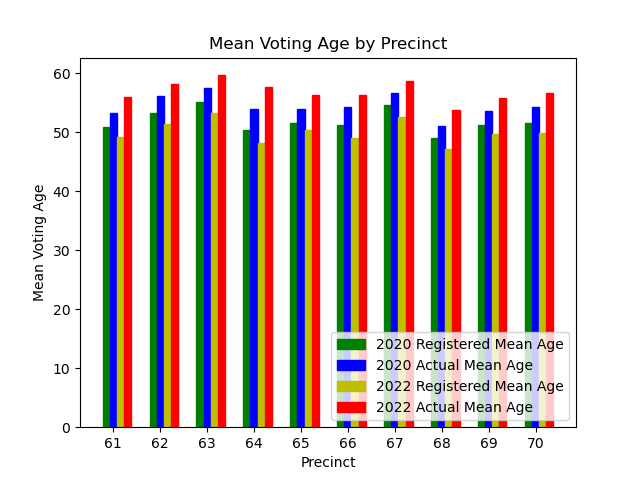 Mean Voting Age by Precinct
Mean Voting Age
60
50
40
30
20
10
0
2020 Registered Mean Age
2020 Actual Mean Age
2022 Registered Mean Age
2022 Actual Mean Age
61 62 63 64 65 66 67 68 69 70
Precinct